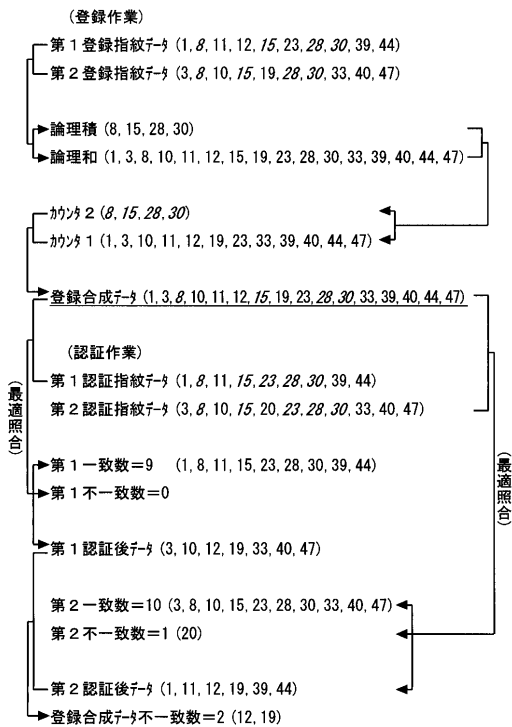 (登録作業)
第1登録指紋データ (1, 8, 11, 12, 15, 23, 28, 30, 39, 44)
第2登録指紋データ (3, 8, 10, 15, 19, 28, 30, 33, 40, 47)
論理積 (8, 15, 28, 30)
論理和 (1, 3, 8, 10, 11, 12, 15, 19, 23, 28, 30, 33, 39, 40, 44, 47)
カウンタ2 (8, 15, 28, 30)
カウンタ1 (1, 3, 10, 11, 12, 19, 23, 33, 39, 40, 44, 47)
登録合成データ (1, 3, 8, 10, 11, 12, 15, 19, 23, 28, 30, 33, 39, 40, 44, 47)
(認証作業)
第1認証指紋データ (1, 8, 11, 15, 23, 28, 30, 39, 44)
第2認証指紋データ (3, 8, 10, 15, 20, 23, 28, 30, 33, 40, 47)
(最適照合)
第1一致数=9 (1, 8, 11, 15, 23, 28, 30, 39, 44)
第1不一致数=0
(最適照合)
第1認証後データ (3, 10, 12, 19, 33, 40, 47)
第2一致数=10 (3, 8, 10, 15, 23, 28, 30, 33, 40, 47)
第2不一致数=1 (20)
第2認証後データ (1, 11, 12, 19, 39, 44)
登録合成データ不一致数=2 (12, 19)